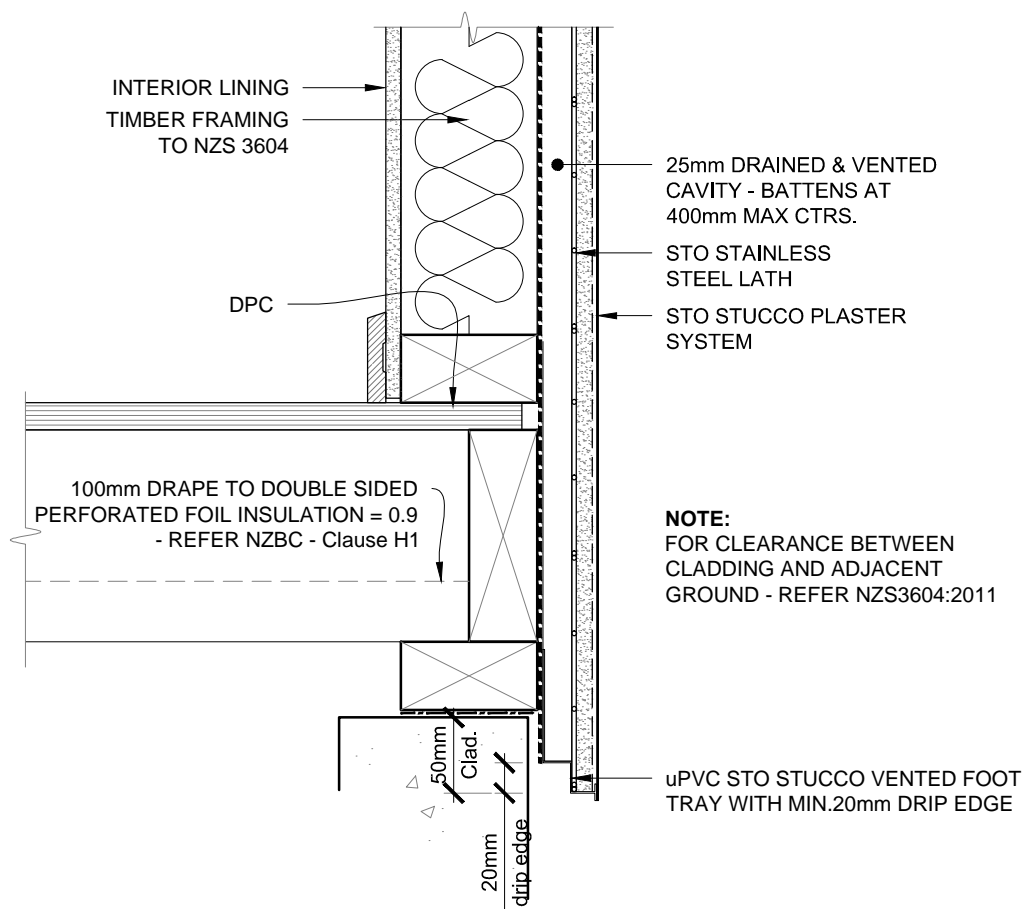 INTERIOR LINING
TIMBER FRAMING
TO NZS 3604
25mm DRAINED & VENTED
CAVITY - BATTENS AT
400mm MAX CTRS.
STO STAINLESS
STEEL LATH
DPC
STO STUCCO PLASTER
SYSTEM
100mm DRAPE TO DOUBLE SIDED
PERFORATED FOIL INSULATION = 0.9
- REFER NZBC - Clause H1
NOTE:
FOR CLEARANCE BETWEEN
CLADDING AND ADJACENT
GROUND - REFER NZS3604:2011
50mm
Clad.
20mm
drip edge
uPVC STO STUCCO VENTED FOOT
TRAY WITH MIN.20mm DRIP EDGE